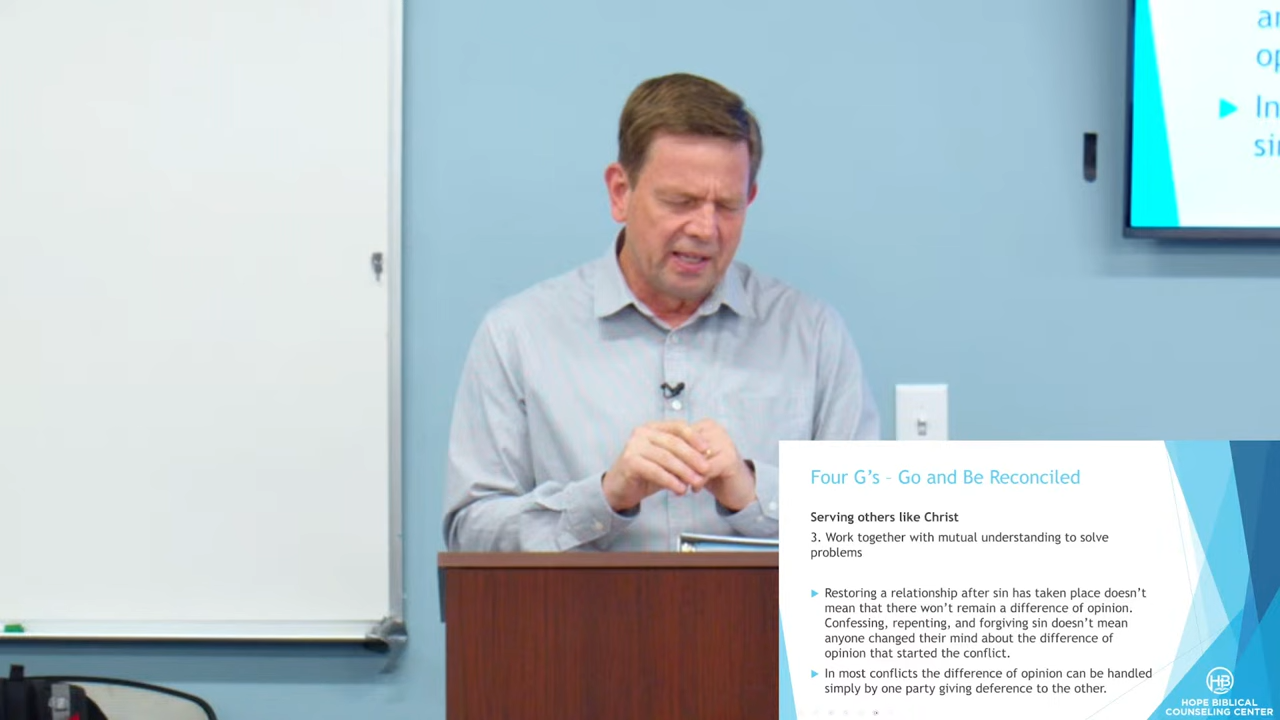 In
Four G's – Go and Be Reconciled
Serving others like Christ
3. Work together with mutual understanding to solve
problems
Restoring a relationship after sin has taken place doesn't
mean that there won't remain a difference of opinion.
Confessing, repenting, and forgiving sin doesn't mean
anyone changed their mind about the difference of
opinion that started the conflict.
In most conflicts the difference of opinion can be handled
simply by one party giving deference to the other.
HB
HOPE BIBLICAL
COUNSELING CENTER